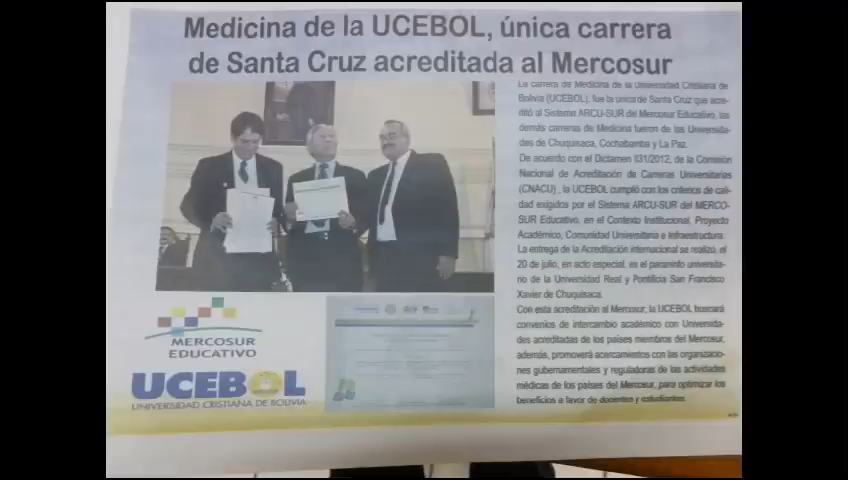 Medicina de la UCEBOL, única carrera
de Santa Cruz acreditada al Mercosur
La carrera de Medicina de la Universidad Cristiana de
Bolivia (UCEBOL), fue la única de Santa Cruz que acre-
ditó al Sistema ARCU-SUR del Mercosur Educativo, las
demás carreras de Medicina fueron de las Universida-
des de Chuquisaca, Cochabamba y La Paz.
De acuerdo con el Dictamen 031/2012, de la Comisión
Nacional de Acreditación de Carreras Universitarias
(CNACU) , la UCEBOL cumplió con los criterios de cali-
dad exigidos por el Sistema ARCU-SUR del MERCO-
SUR Educativo, en el Contexto Institucional, Proyecto
Académico, Comunidad Universitaria e Infraestructura.
La entrega de la Acreditación internacional se realizo, el
20 de julio, en acto especial, es el paraninfo universita-
rio de la Universidad Real y Pontificia San Francisco
Xavier de Chuquisaca.
Con esta acreditación al Mercosur, la UCEBOL buscará
convenios de intercambio académico con Universida-
des acreditadas de los países miembros del Mercosur,
además, promoverá acercamientos con las organizacio-
nes gubernamentales y reguladoras de las actividades
médicas de los países del Mercosur, para optimizar los
beneficios a favor de docentes y estudiantes.
MERCOSUR
EDUCATIVO
UCEBOL
UNIVERSIDAD CRISTIANA DE BOLIVIA